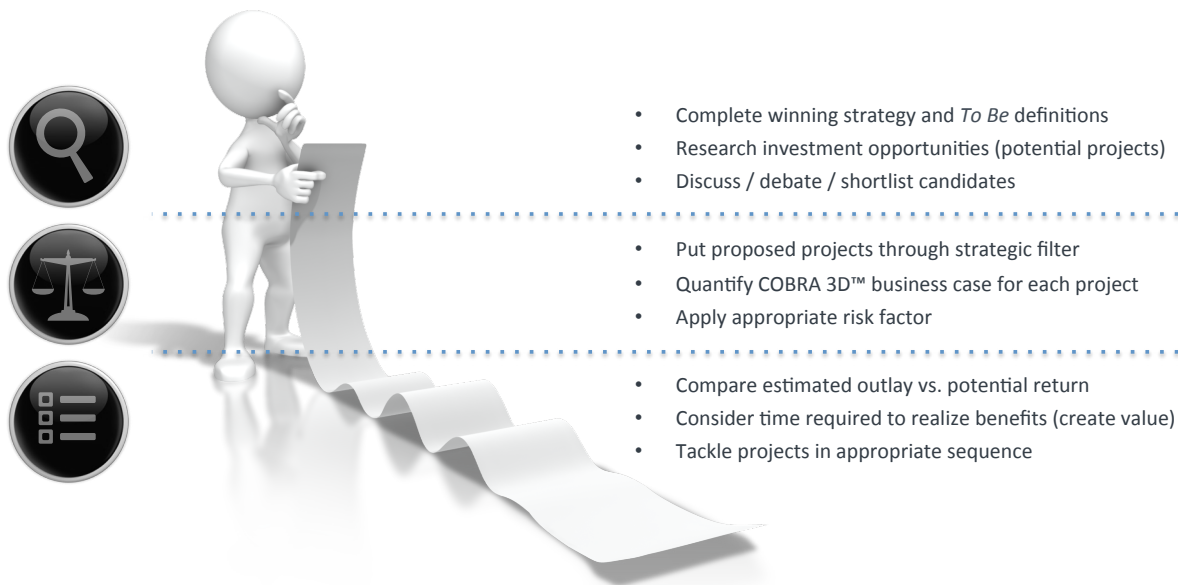 • Complete winning strategy and To Be definitions
• Research investment opportunities (potential projects)
• Discuss / debate / shortlist candidates
• Put proposed projects through strategic filter
• Quantify COBRA 3D™ business case for each project
• Apply appropriate risk factor
• Compare estimated outlay vs. potential return
• Consider time required to realize benefits (create value)
• Tackle projects in appropriate sequence